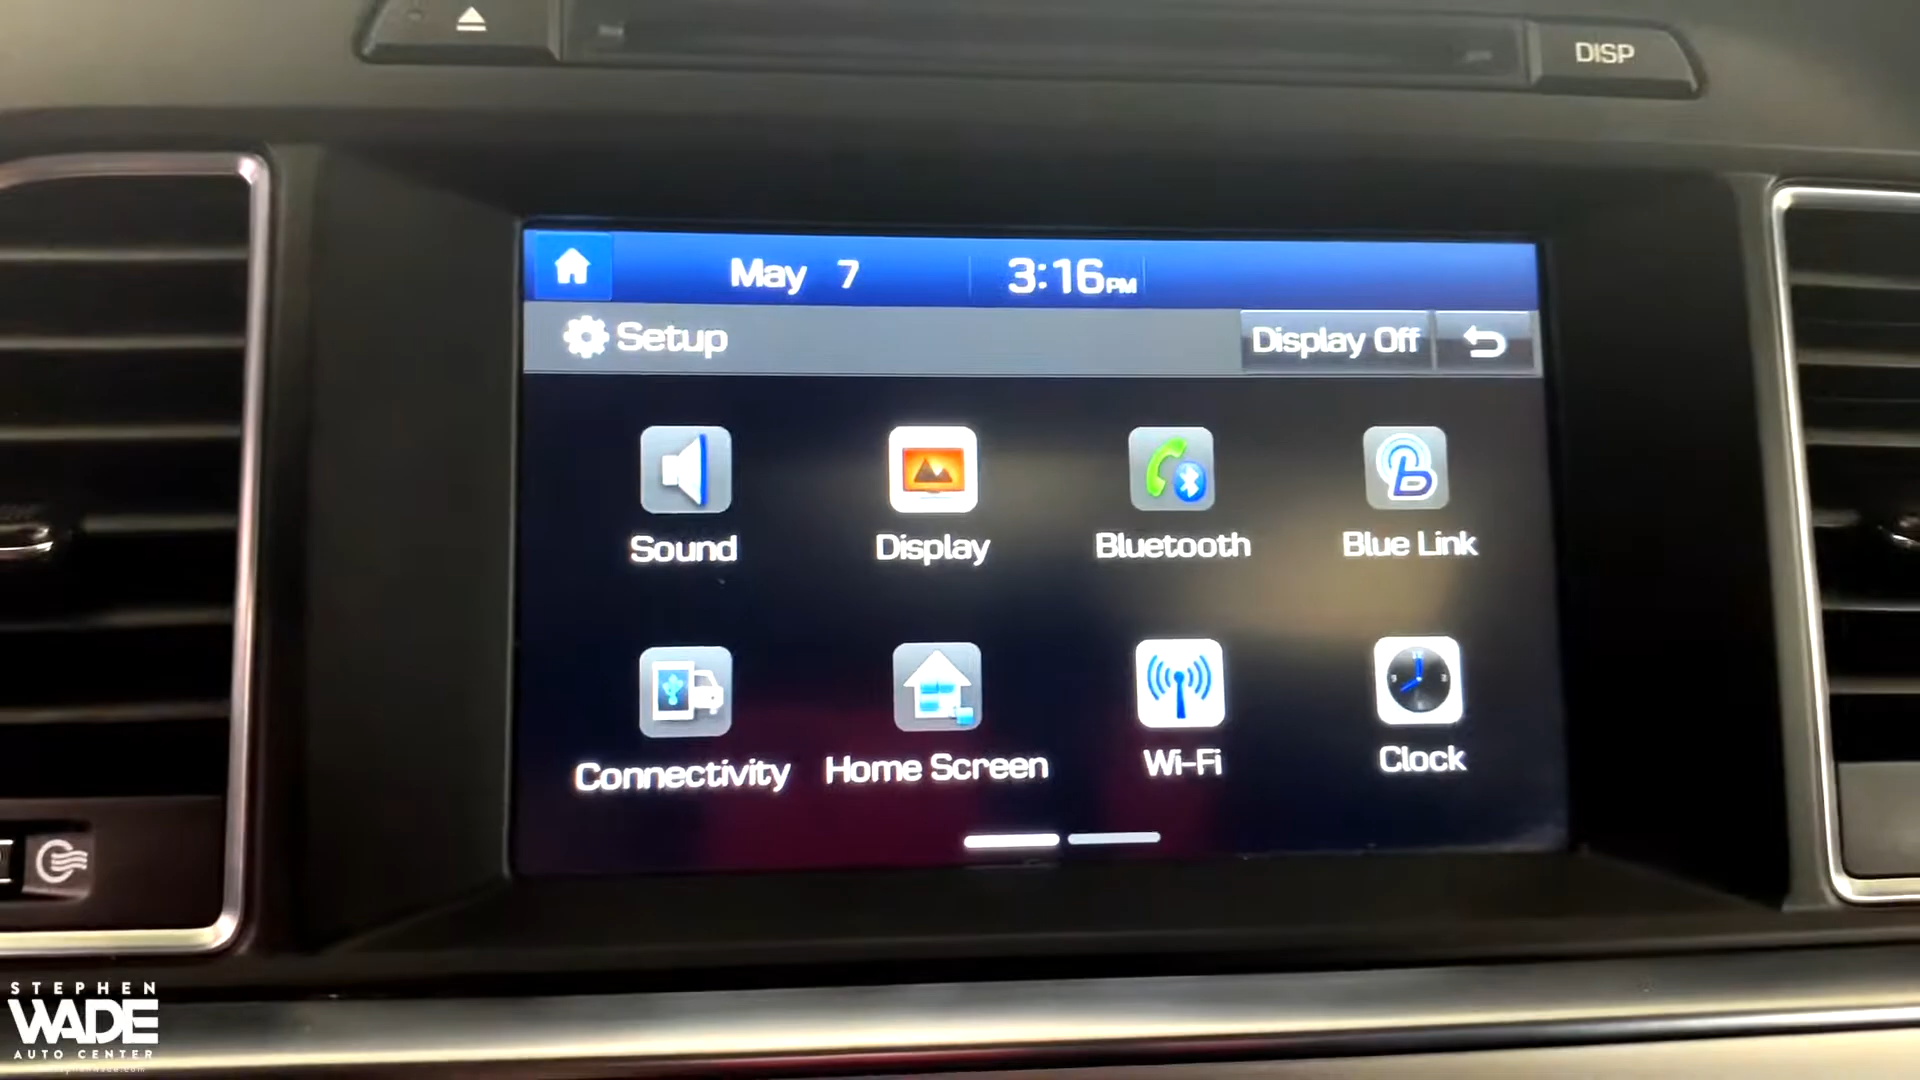 DISP
May 7
3:16PM
Setup
Display Off
Sound
Display
Bluetooth
Blue Link
Connectivity
Home Screen
Wi-Fi
Clock
STEPHEN
WADE
AUTO CENTER